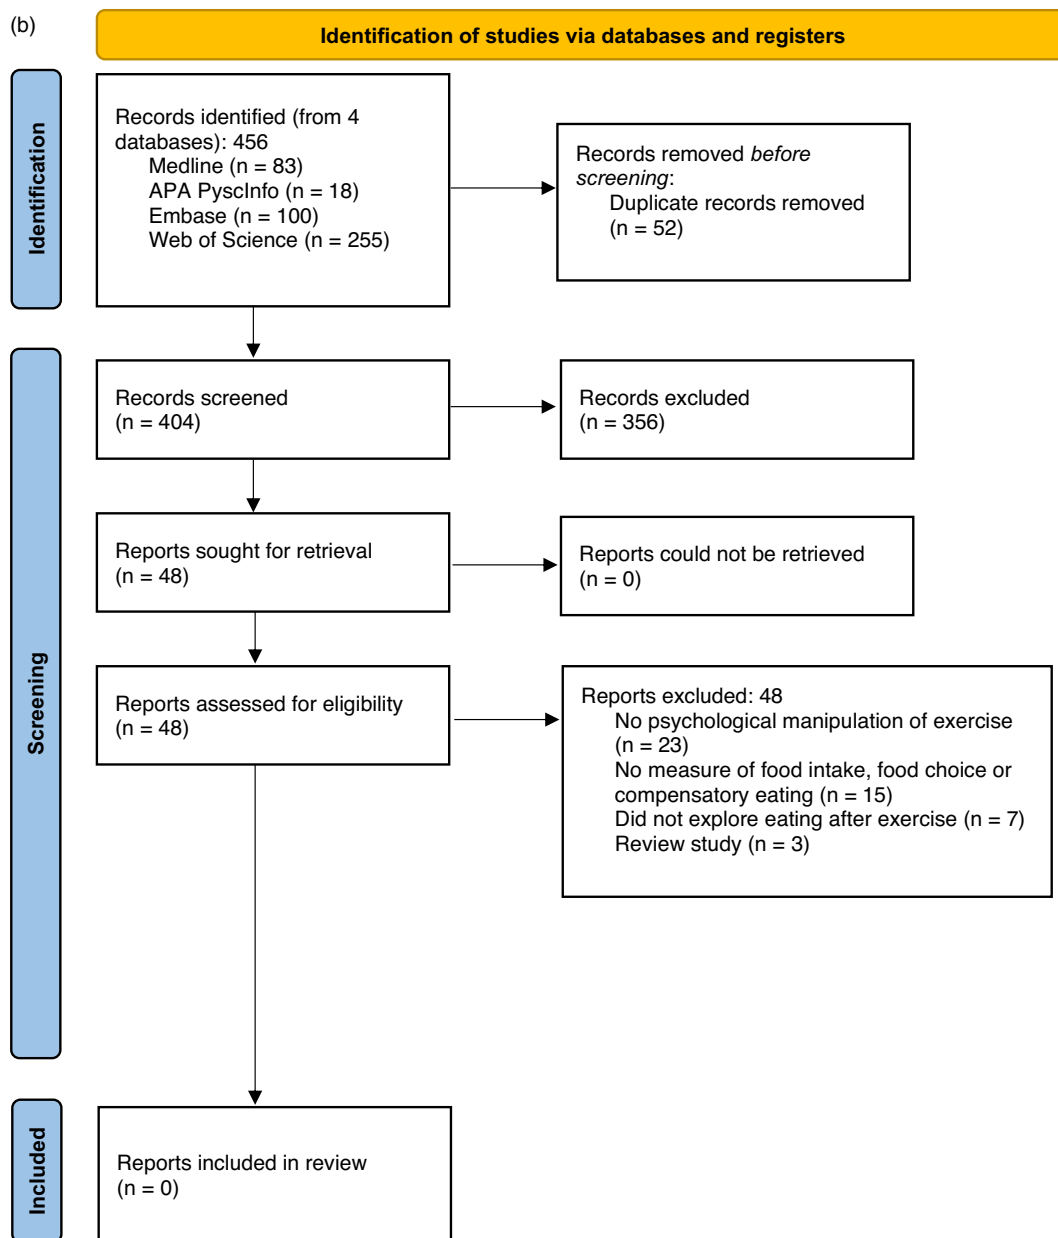 (b)
Identification of studies via databases and registers
Identification
Records identified (from 4
databases): 456
Medline (n = 83)
APA PyscInfo (n = 18)
Embase (n = 100)
Web of Science (n = 255)
Records removed before
screening:
Duplicate records removed
(n = 52)
Screening
Records screened
(n = 404)
Records excluded
(n = 356)
Reports sought for retrieval
(n = 48)
Reports could not be retrieved
(n = 0)
Reports assessed for eligibility
(n = 48)
Reports excluded: 48
No psychological manipulation of exercise
(n = 23)
No measure of food intake, food choice or
compensatory eating (n = 15)
Did not explore eating after exercise (n = 7)
Review study (n = 3)
Included
Reports included in review
(n = 0)